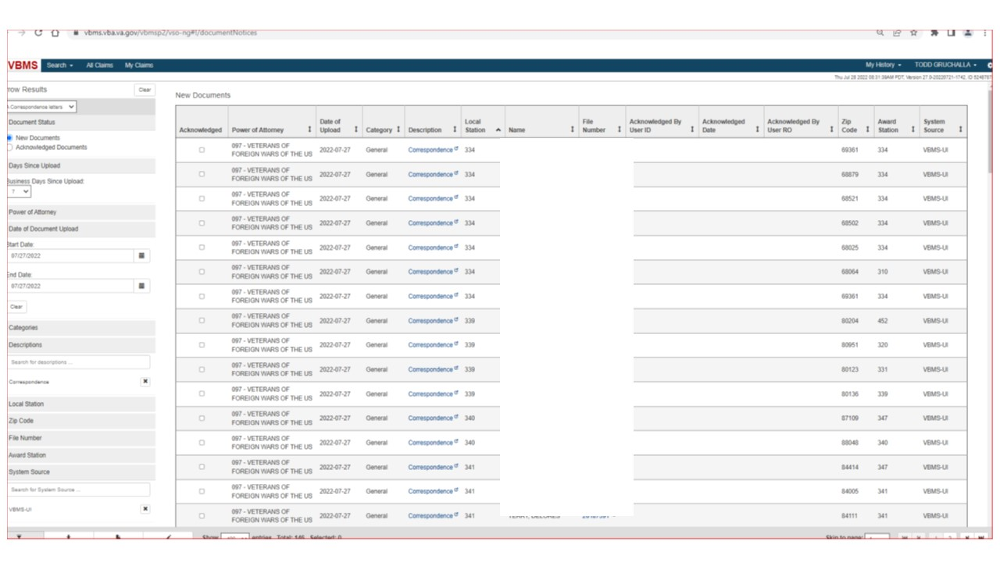 vbms.vba.va.gov/vbmsp2/vso-ng#!/documentNotices
VBMS Search All Claims My Claims My History TODD GRUCHALLA
Thu Jul 28 2022 08:31:39AM PDT, Version 27.0-20220721-1742, ID
row Results Clear
Correspondence letters
Document Status
New Documents
Acknowledged Documents
Days Since Upload
Business Days Since Upload:
7
Power of Attorney
Date of Document Upload
Start Date:
07/27/2022
End Date:
07/27/2022
Clear
Categories
Descriptions
Search for descriptions ...
Correspondence
Local Station
Zip Code
File Number
Award Station
System Source
Search for System Source ...
VBMS-UI
New Documents
Acknowledged Power of Attorney Date of Upload Category Description Local Station Name File Number Acknowledged By User ID Acknowledged Date Acknowledged By User RO Zip Code Award Station System Source
097 - VETERANS OF FOREIGN WARS OF THE US 2022-07-27 General Correspondence 334 69361 334 VBMS-UI
097 - VETERANS OF FOREIGN WARS OF THE US 2022-07-27 General Correspondence 334 68879 334 VBMS-UI
097 - VETERANS OF FOREIGN WARS OF THE US 2022-07-27 General Correspondence 334 68521 334 VBMS-UI
097 - VETERANS OF FOREIGN WARS OF THE US 2022-07-27 General Correspondence 334 68502 334 VBMS-UI
097 - VETERANS OF FOREIGN WARS OF THE US 2022-07-27 General Correspondence 334 68025 334 VBMS-UI
097 - VETERANS OF FOREIGN WARS OF THE US 2022-07-27 General Correspondence 334 68064 310 VBMS-UI
097 - VETERANS OF FOREIGN WARS OF THE US 2022-07-27 General Correspondence 334 69361 334 VBMS-UI
097 - VETERANS OF FOREIGN WARS OF THE US 2022-07-27 General Correspondence 339 80204 452 VBMS-UI
097 - VETERANS OF FOREIGN WARS OF THE US 2022-07-27 General Correspondence 339 80951 320 VBMS-UI
097 - VETERANS OF FOREIGN WARS OF THE US 2022-07-27 General Correspondence 339 80123 331 VBMS-UI
097 - VETERANS OF FOREIGN WARS OF THE US 2022-07-27 General Correspondence 339 80136 339 VBMS-UI
097 - VETERANS OF FOREIGN WARS OF THE US 2022-07-27 General Correspondence 340 87109 347 VBMS-UI
097 - VETERANS OF FOREIGN WARS OF THE US 2022-07-27 General Correspondence 340 88048 340 VBMS-UI
097 - VETERANS OF FOREIGN WARS OF THE US 2022-07-27 General Correspondence 341 84414 347 VBMS-UI
097 - VETERANS OF FOREIGN WARS OF THE US 2022-07-27 General Correspondence 341 84005 341 VBMS-UI
097 - VETERANS OF FOREIGN WARS OF THE US 2022-07-27 General Correspondence 341 84111 341 VBMS-UI
Show entries Total: 146 Selected: 0 Skip to page: